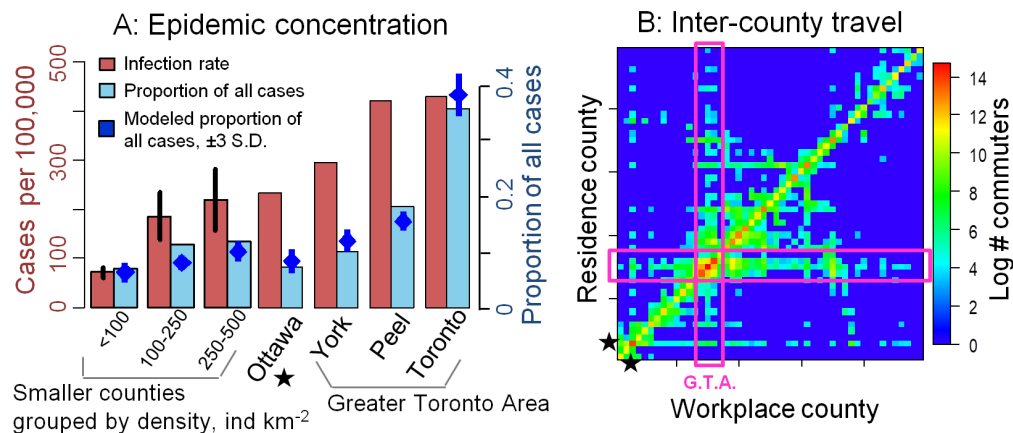 A: Epidemic concentration
Cases per 100,000
500
300
100
0
Infection rate
Proportion of all cases
Modeled proportion of
all cases, ±3 S.D.
0.4
0.2
0
Proportion of all cases
<100
100-250
250-500
Ottawa
York
Peel
Toronto
★
Smaller counties
grouped by density, ind km-2
Greater Toronto Area
B: Inter-county travel
Residence county
G.T.A.
Workplace county
14
12
10
8
6
4
2
0
Log # commuters